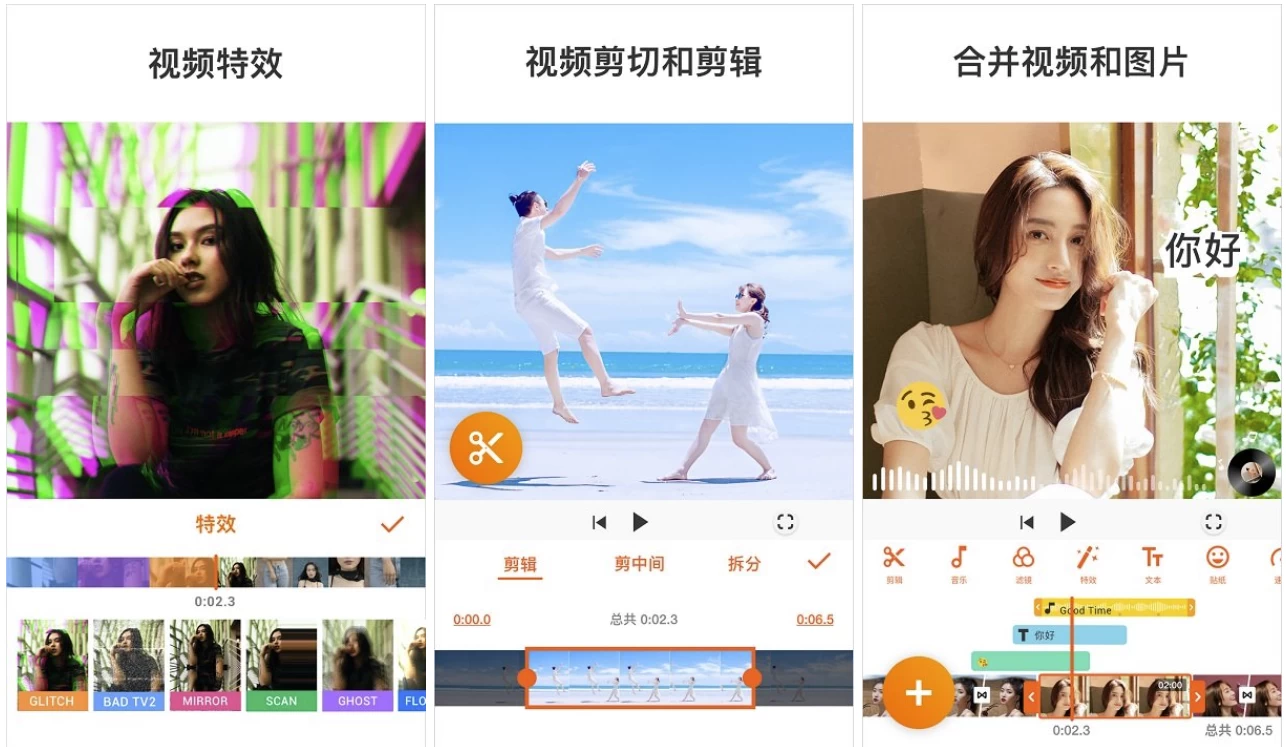 视频特效
特效
0:02.3
GLITCH
BAD TV2
MIRROR
SCAN
GHOST
FLO
视频剪切和剪辑
剪辑
剪中间
拆分
0:00.0
总共 0:02.3
0:06.5
合并视频和图片
你好
剪辑
音乐
滤镜
特效
文本
贴纸
Good Time
你好
02:00
0:02.3
总共 0:06.5